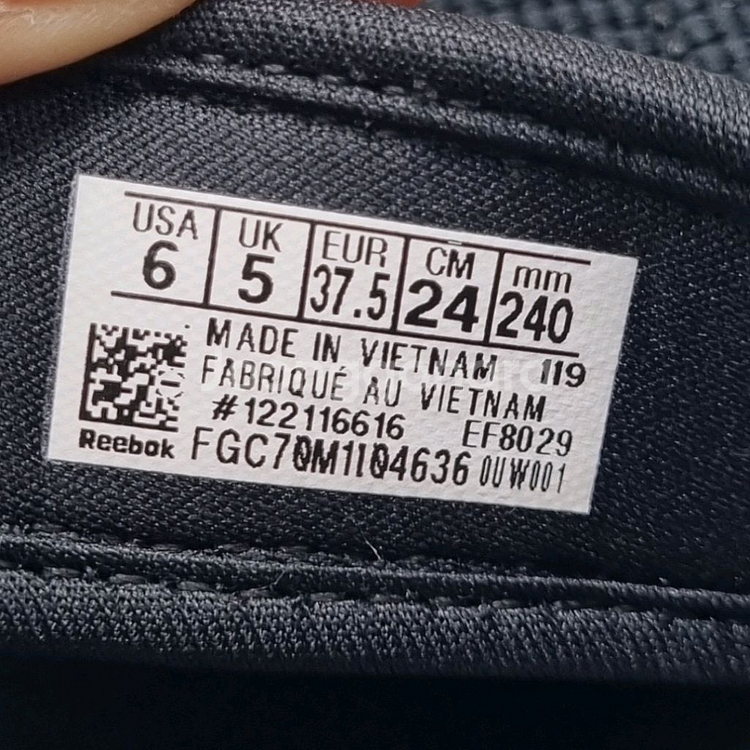 USA UK EUR CM mm
6 5 37.5 24 240
MADE IN VIETNAM 119
FABRIQUÉ AU VIETNAM
#122116616 EF8029
Reebok FGC70M1I04636 0UW001